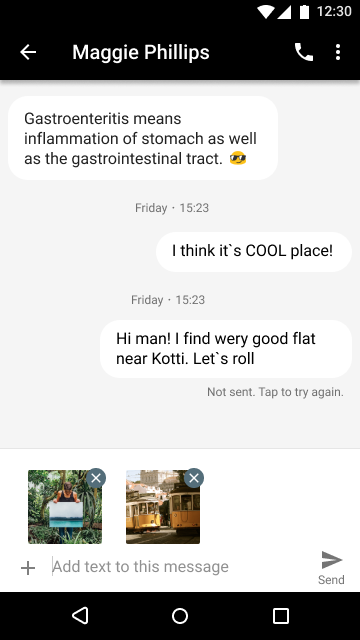 12:30
Maggie Phillips
Gastroenteritis means
inflammation of stomach as well
as the gastrointestinal tract. 😎
Friday · 15:23
I think it`s COOL place!
Friday · 15:23
Hi man! I find wery good flat
near Kotti. Let`s roll
Not sent. Tap to try again.
Add text to this message
Send